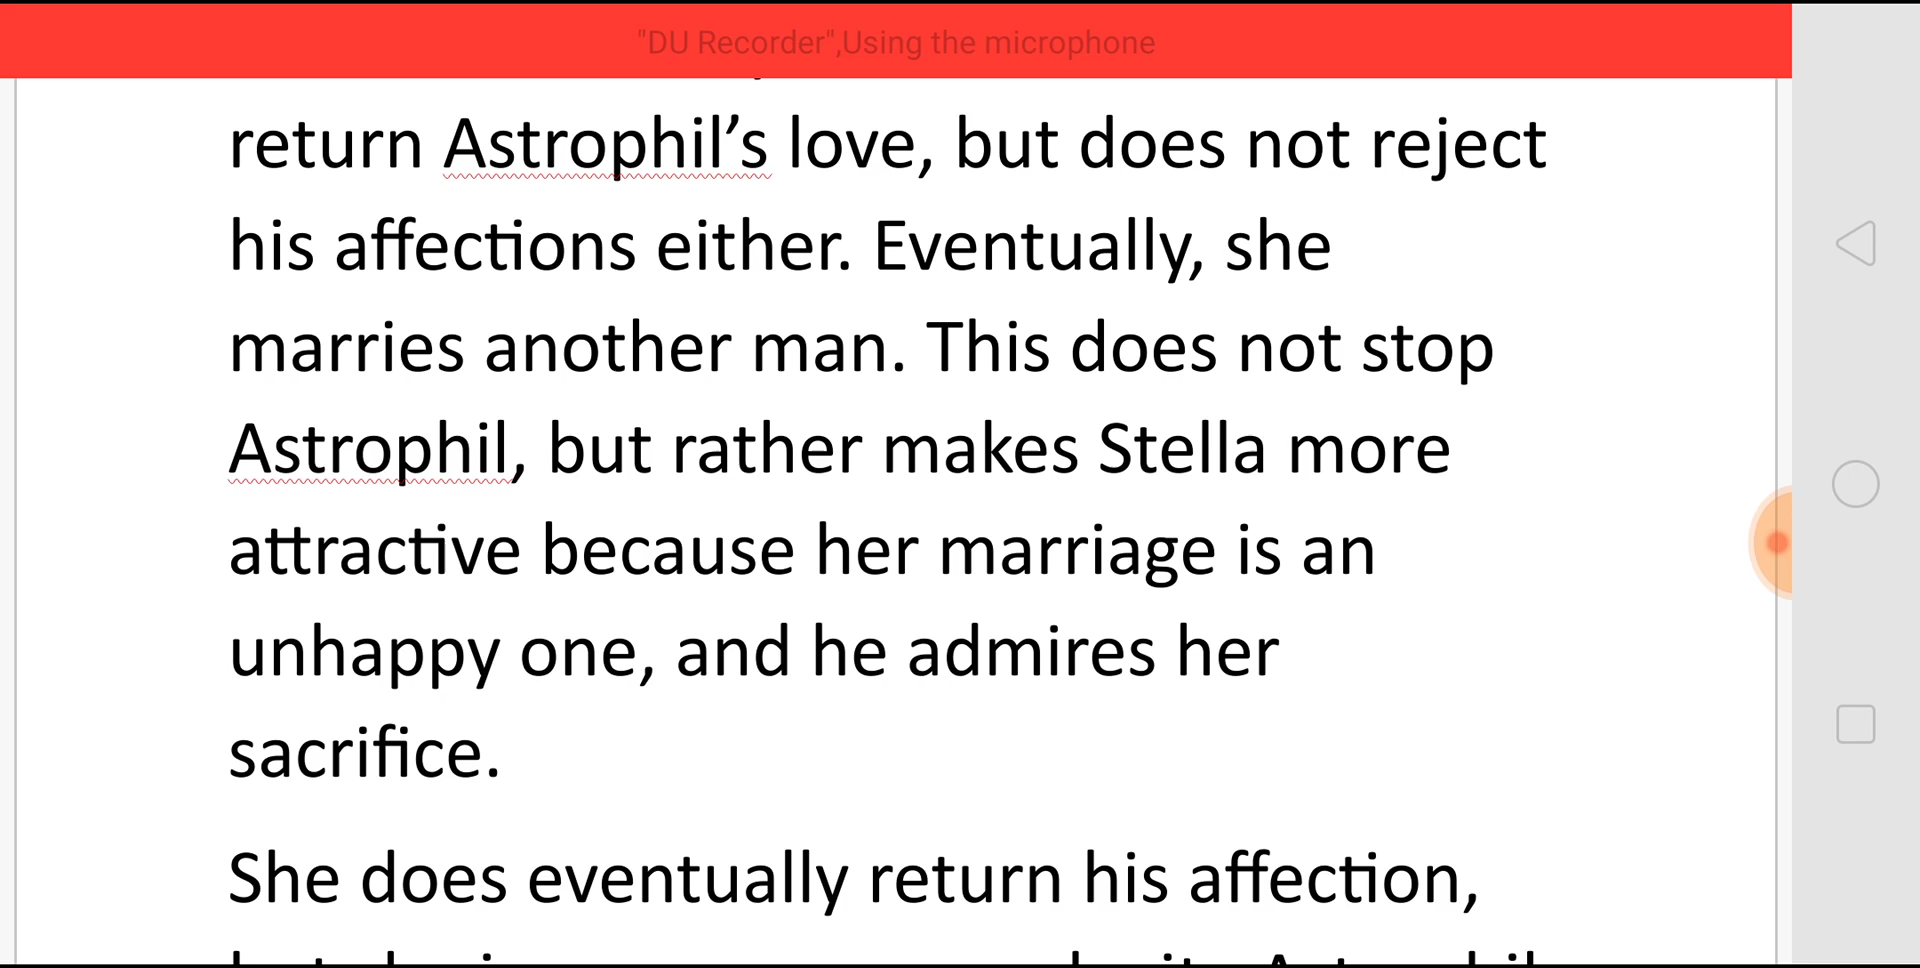 "DU Recorder",Using the microphone
return Astrophil’s love, but does not reject
his affections either. Eventually, she
marries another man. This does not stop
Astrophil, but rather makes Stella more
attractive because her marriage is an
unhappy one, and he admires her
sacrifice.
She does eventually return his affection,